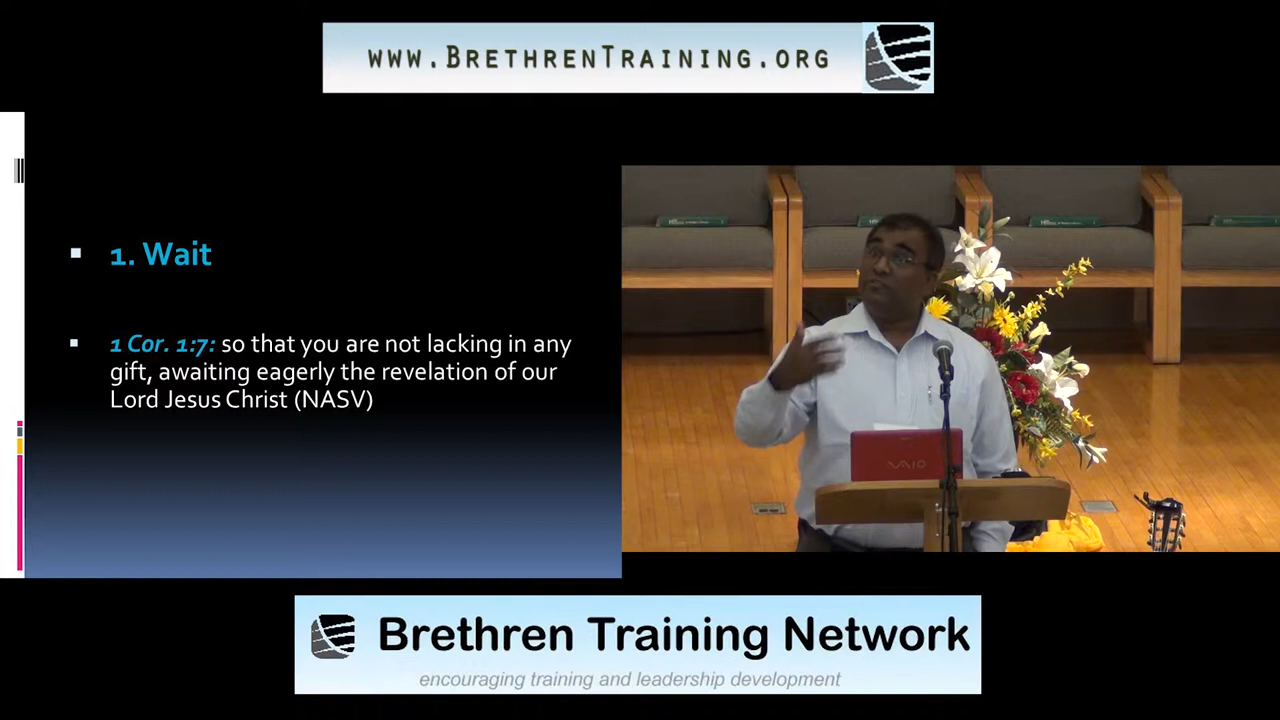 www.BrethrenTraining.org
1. Wait
1 Cor. 1:7: so that you are not lacking in any
gift, awaiting eagerly the revelation of our
Lord Jesus Christ (NASV)
VAIO
Brethren Training Network
encouraging training and leadership development